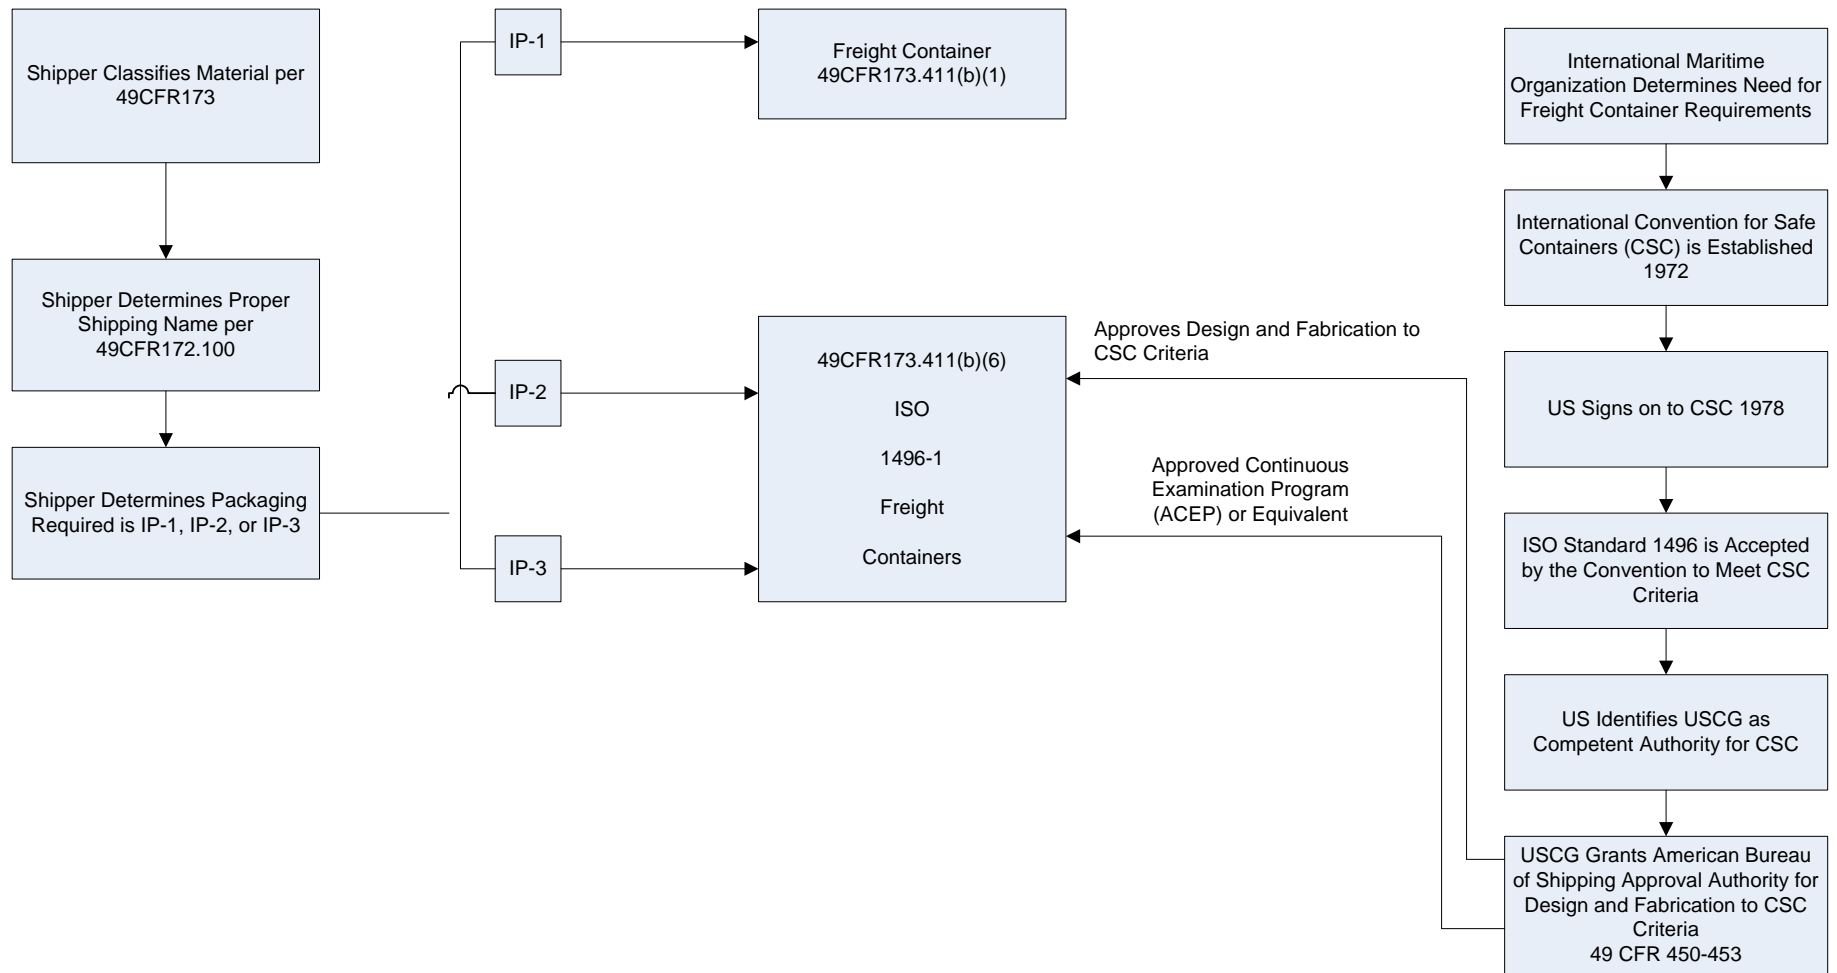 Shipper Classifies Material per
49CFR173
Shipper Determines Proper
Shipping Name per
49CFR172.100
Shipper Determines Packaging
Required is IP-1, IP-2, or IP-3
IP-1
IP-2
IP-3
Freight Container
49CFR173.411(b)(1)
49CFR173.411(b)(6)
ISO
1496-1
Freight
Containers
Approves Design and Fabrication to
CSC Criteria
Approved Continuous
Examination Program
(ACEP) or Equivalent
International Maritime
Organization Determines Need for
Freight Container Requirements
International Convention for Safe
Containers (CSC) is Established
1972
US Signs on to CSC 1978
ISO Standard 1496 is Accepted
by the Convention to Meet CSC
Criteria
US Identifies USCG as
Competent Authority for CSC
USCG Grants American Bureau
of Shipping Approval Authority for
Design and Fabrication to CSC
Criteria
49 CFR 450-453